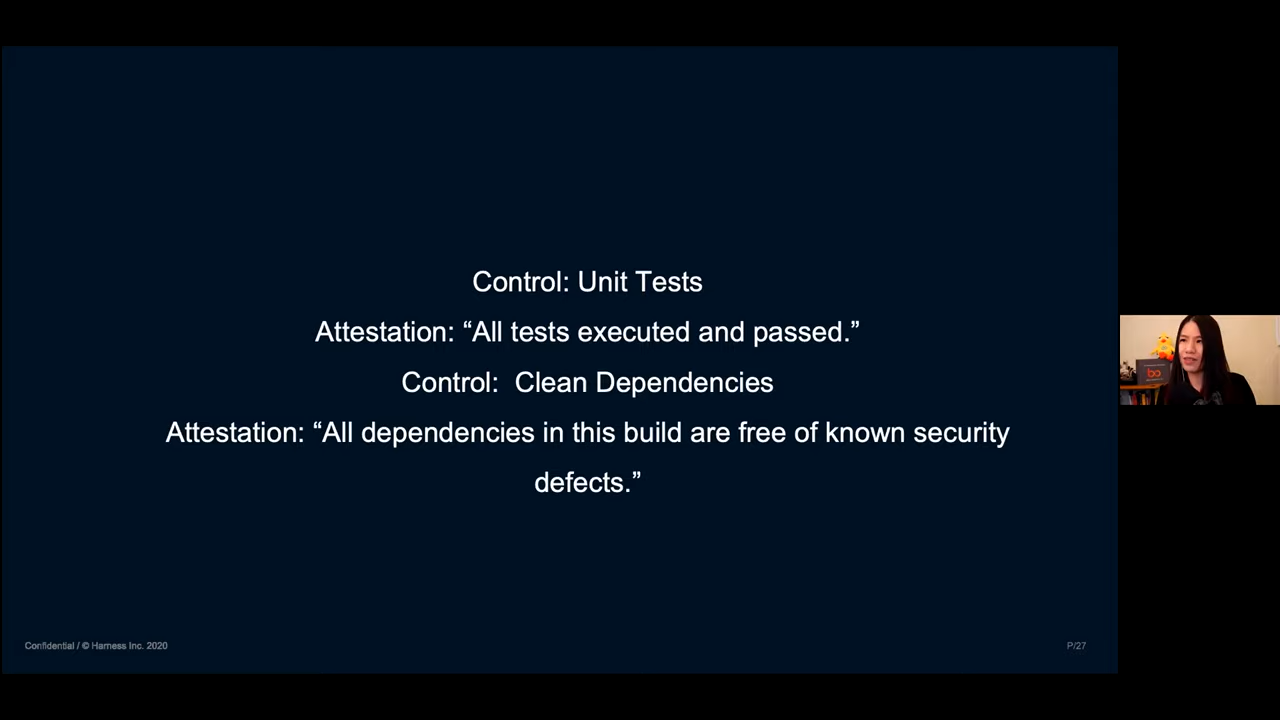 Control: Unit Tests
Attestation: “All tests executed and passed.”
Control:  Clean Dependencies
Attestation: “All dependencies in this build are free of known security
defects.”
Confidential / © Harness Inc. 2020
P/27